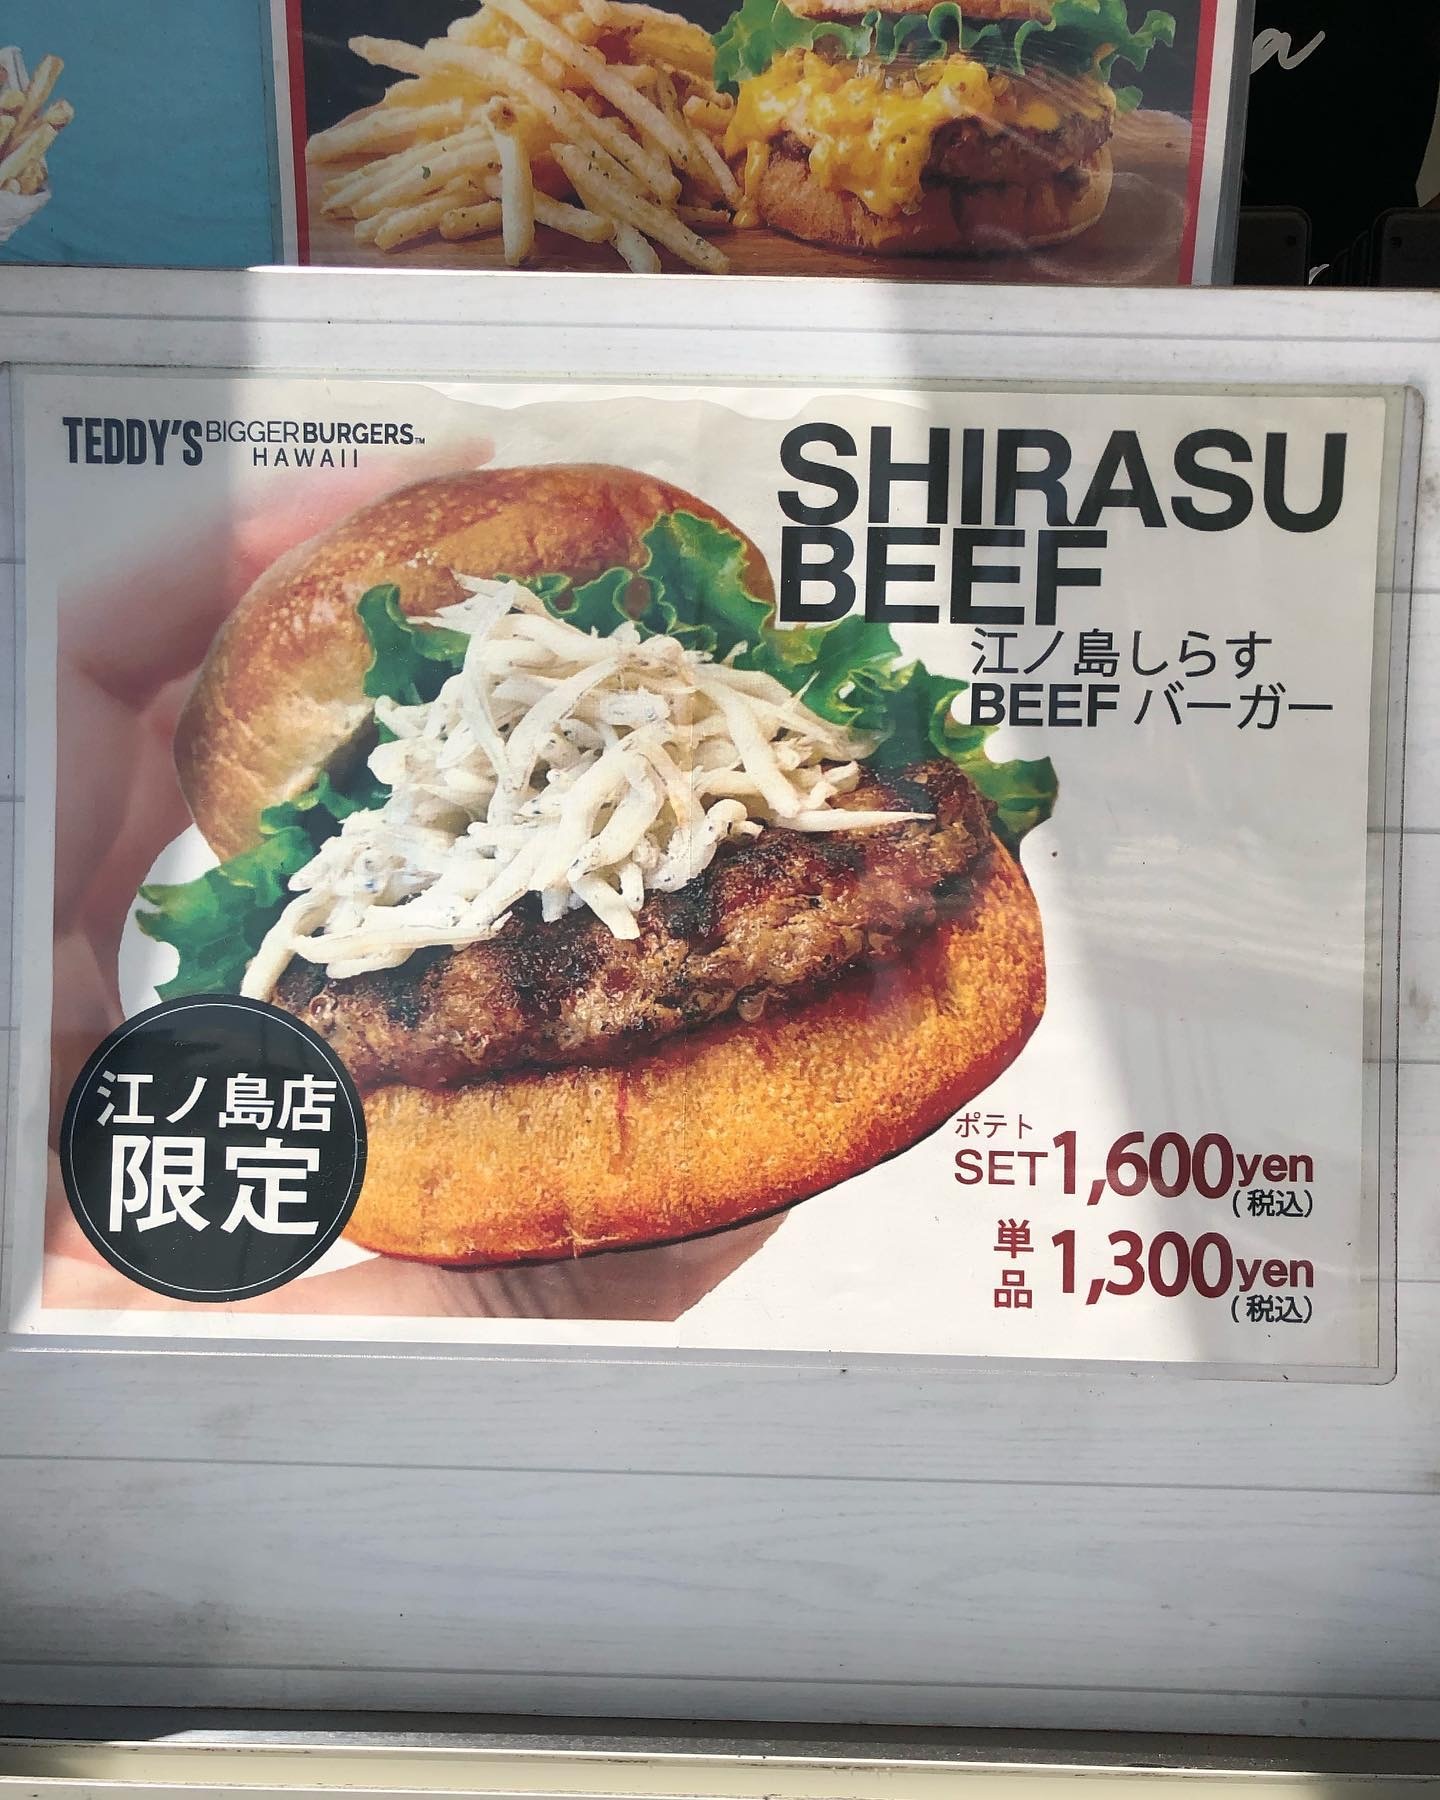 TEDDY'S BIGGER BURGERS™
HAWAII
SHIRASU
BEEF
江ノ島しらす
BEEF バーガー
江ノ島店
限定
ポテト
SET 1,600yen
(税込)
単品 1,300yen
(税込)